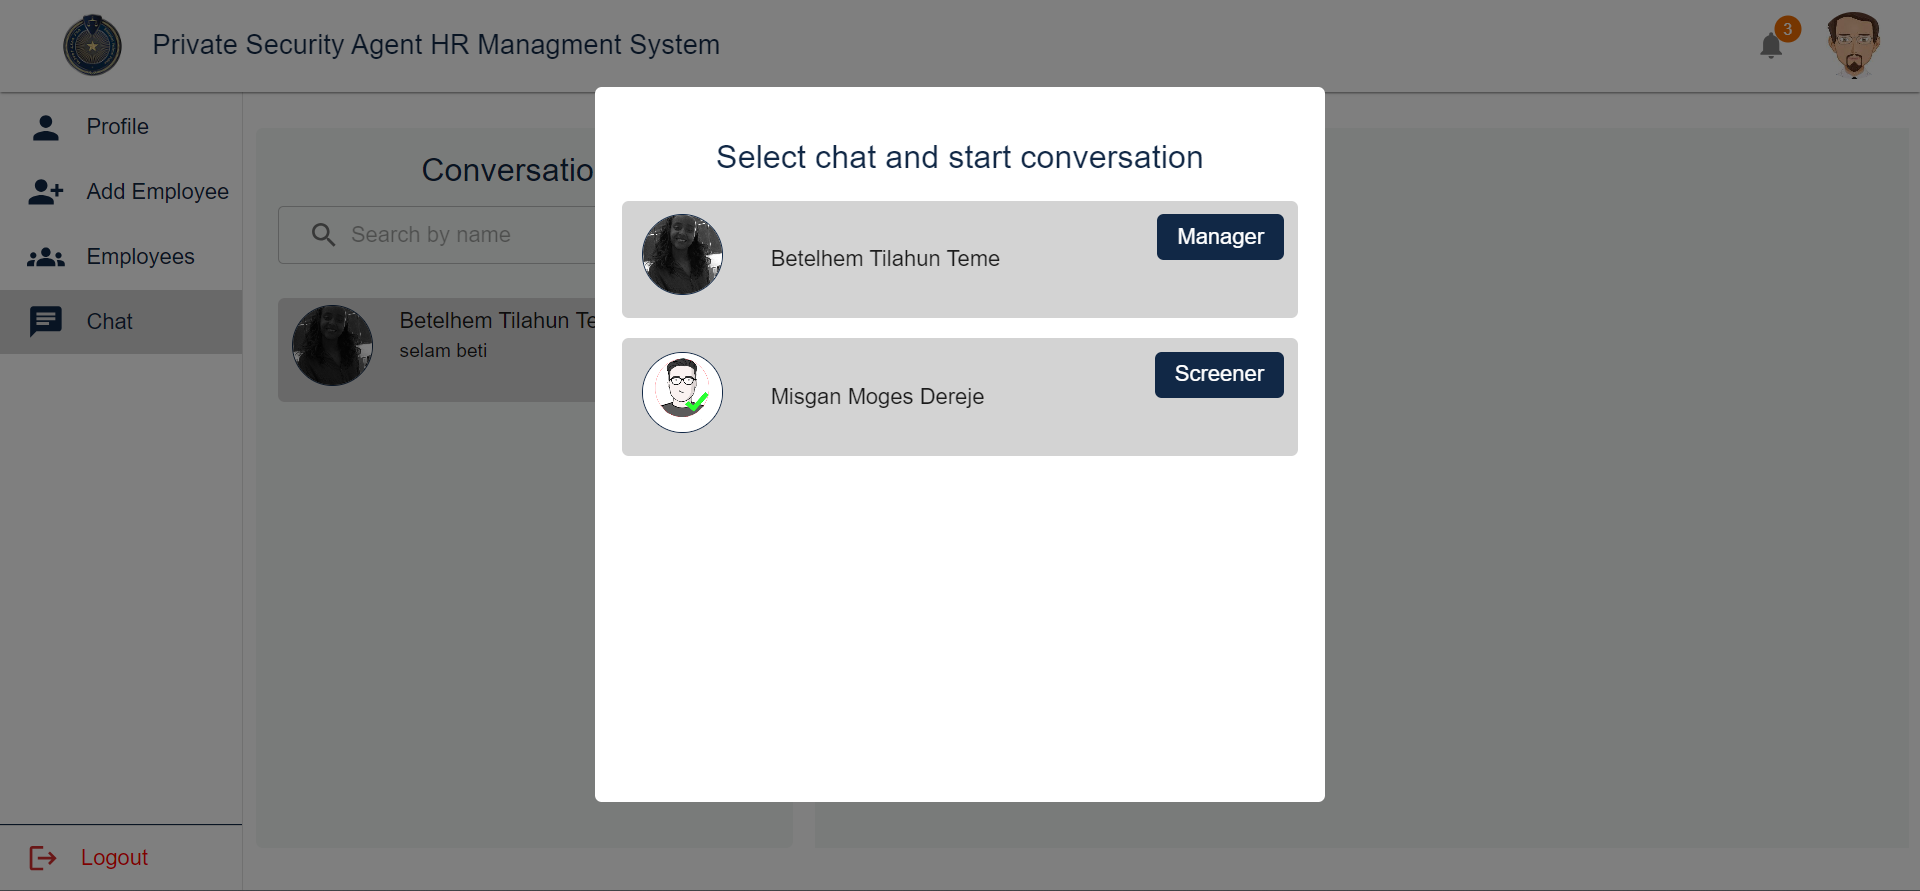 Private Security Agent HR Managment System
3
Profile
Add Employee
Employees
Chat
Logout
Conversatio
Search by name
Betelhem Tilahun Te
selam beti
Select chat and start conversation
Betelhem Tilahun Teme
Manager
Misgan Moges Dereje
Screener